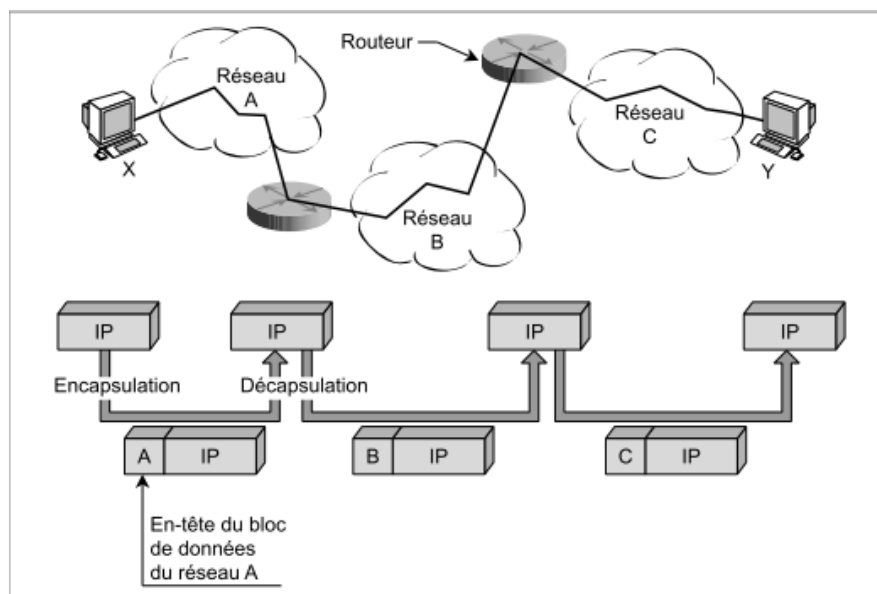 Routeur
Réseau
A
Réseau
C
X
Y
Réseau
B
IP
IP
IP
IP
Encapsulation
Décapsulation
A
IP
B
IP
C
IP
En-tête du bloc
de données
du réseau A